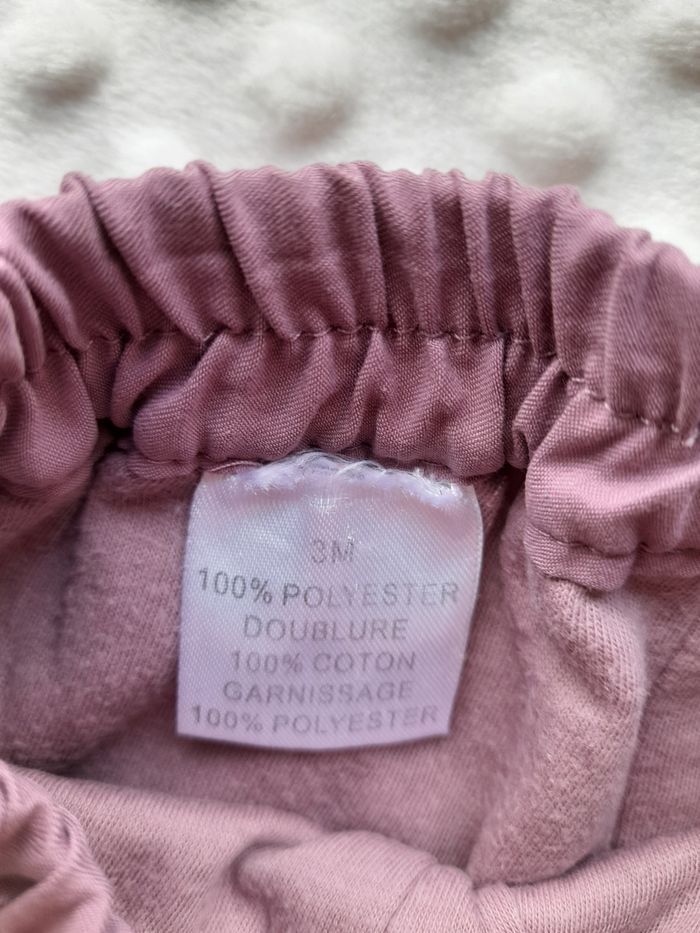 3M
100% POLYESTER
DOUBLURE
100% COTON
GARNISSAGE
100% POLYESTER